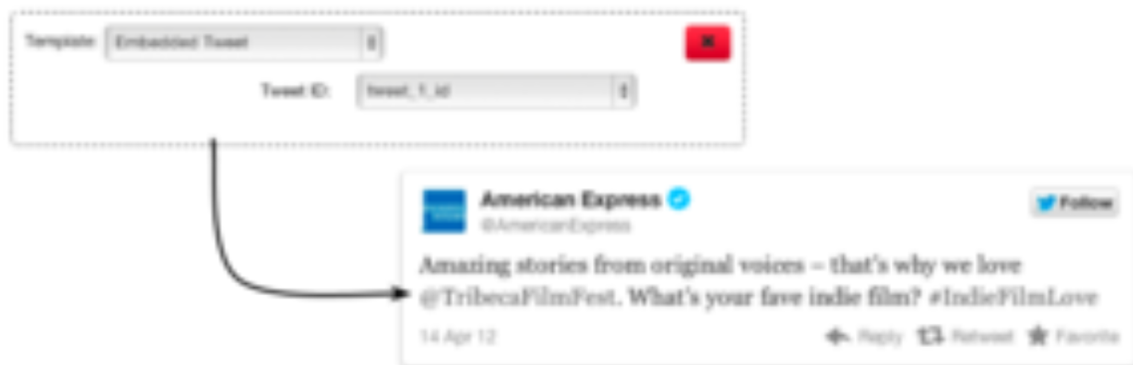 Template: Embedded Tweet
Tweet ID: tweet_1_id
American Express Follow
@AmericanExpress
Amazing stories from original voices – that's why we love
@TribecaFilmFest. What's your fave indie film? #IndieFilmLove
14 Apr 12 Reply Retweet Favorite